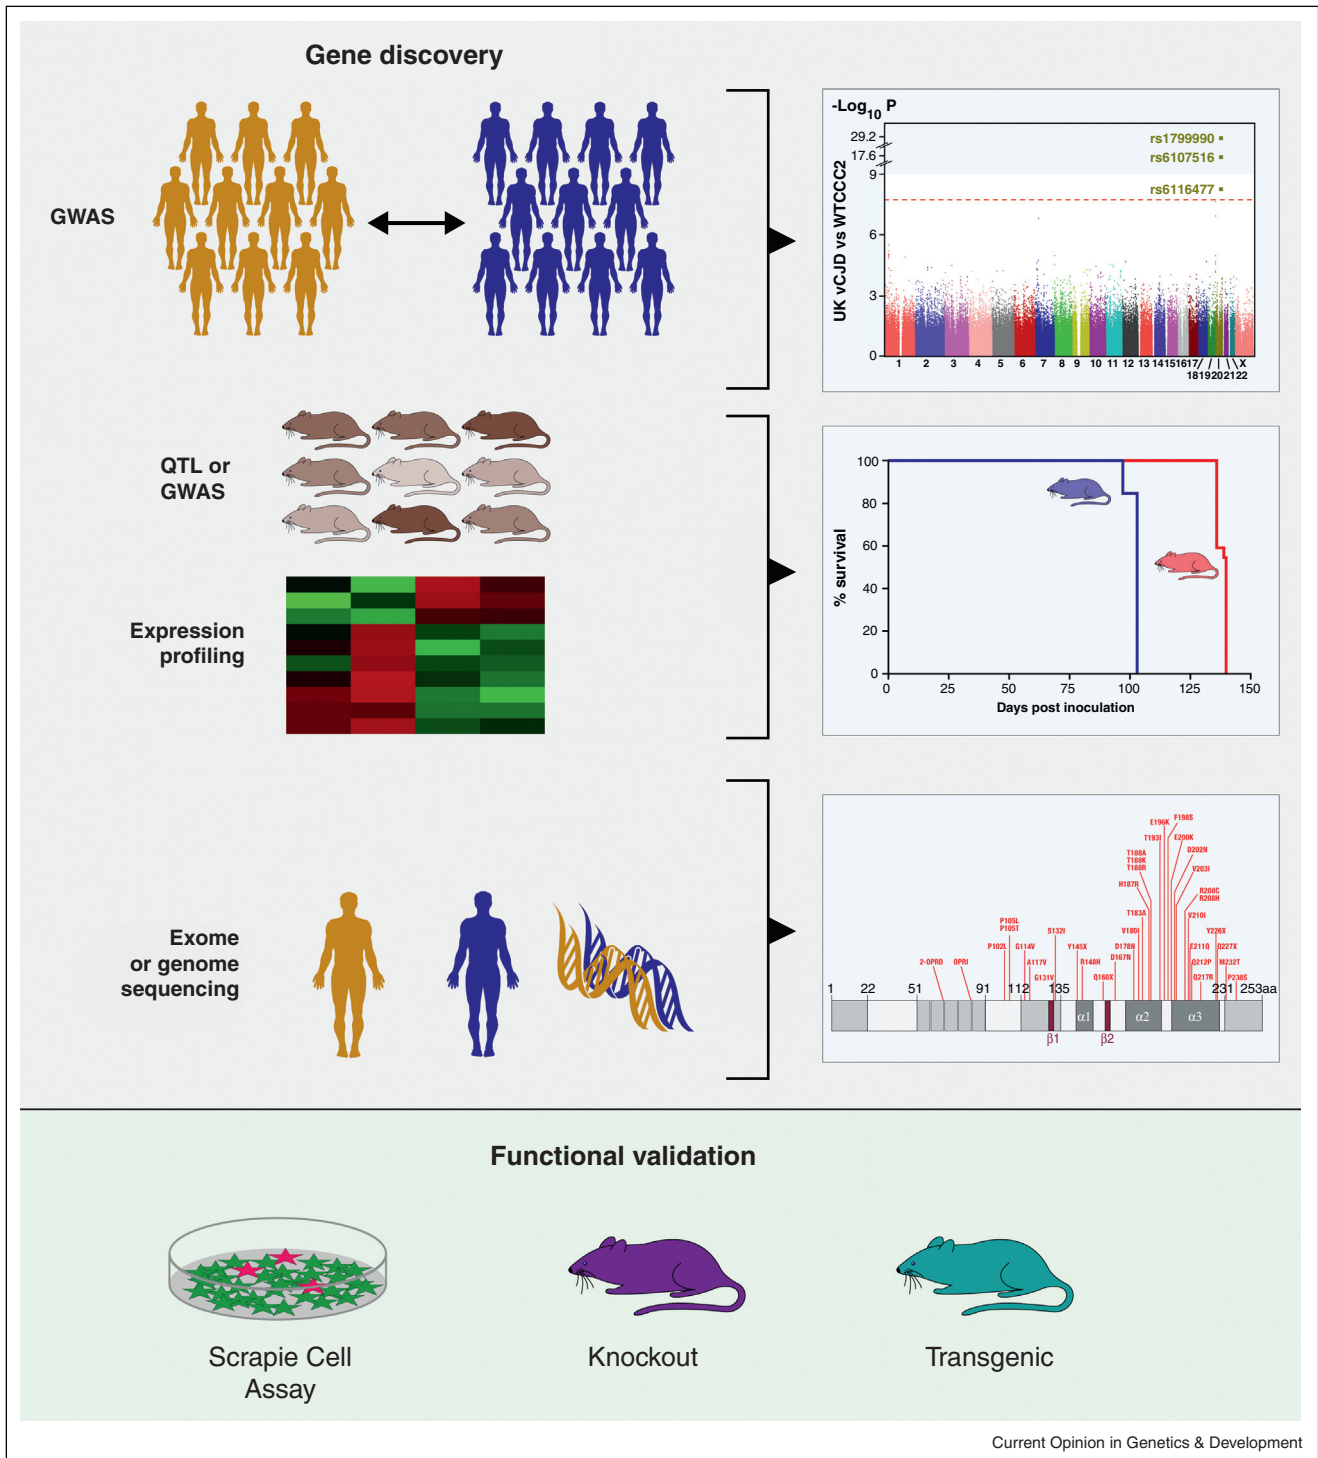 Gene discovery
GWAS
-Log10 P
UK vCJD vs WTCCC2
29.2
17.6
9
6
3
0
rs1799990
rs6107516
rs6116477
1 2 3 4 5 6 7 8 9 10 11 12 13 14 15 16 17 X
18 19 20 21 22
QTL or
GWAS
Expression
profiling
% survival
100
80
60
40
20
0
0 25 50 75 100 125 150
Days post inoculation
Exome
or genome
sequencing
E196K
F198S
T193I
E200K
D202N
T188A
T188K
T188R
V203I
H187R
R208C
R208H
T183A
V210I
P105L
P105T
S132I
V180I
Y226X
P102L
G114V
Y145X
D178N
E211Q
Q227X
2-OPRD
OPRI
A117V
R148H
D167N
Q212P
M232T
G131V
Q160X
Q217R
P238S
1 22 51 91 112 135 231 253aa
α1 α2 α3
β1 β2
Functional validation
Scrapie Cell
Assay
Knockout
Transgenic
Current Opinion in Genetics & Development